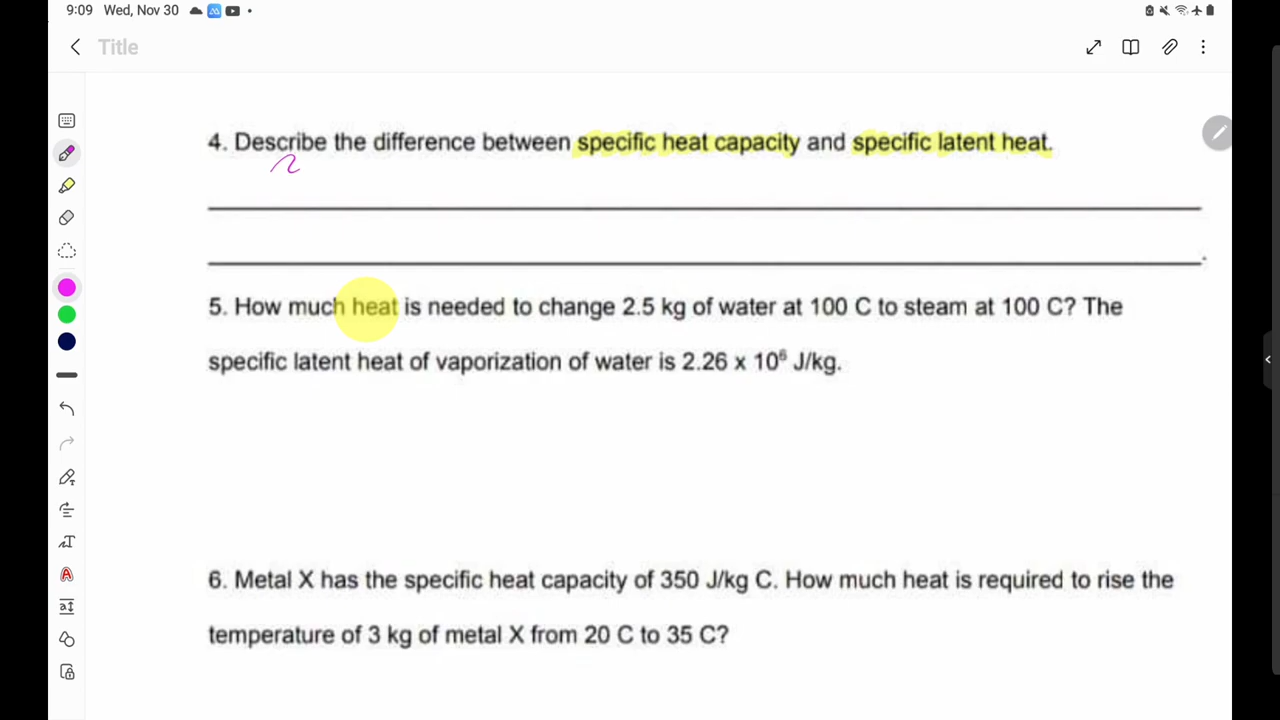 9:09 Wed, Nov 30
Title
4. Describe the difference between specific heat capacity and specific latent heat.
5. How much heat is needed to change 2.5 kg of water at 100 C to steam at 100 C? The
specific latent heat of vaporization of water is 2.26 x 10⁶ J/kg.
6. Metal X has the specific heat capacity of 350 J/kg C. How much heat is required to rise the
temperature of 3 kg of metal X from 20 C to 35 C?